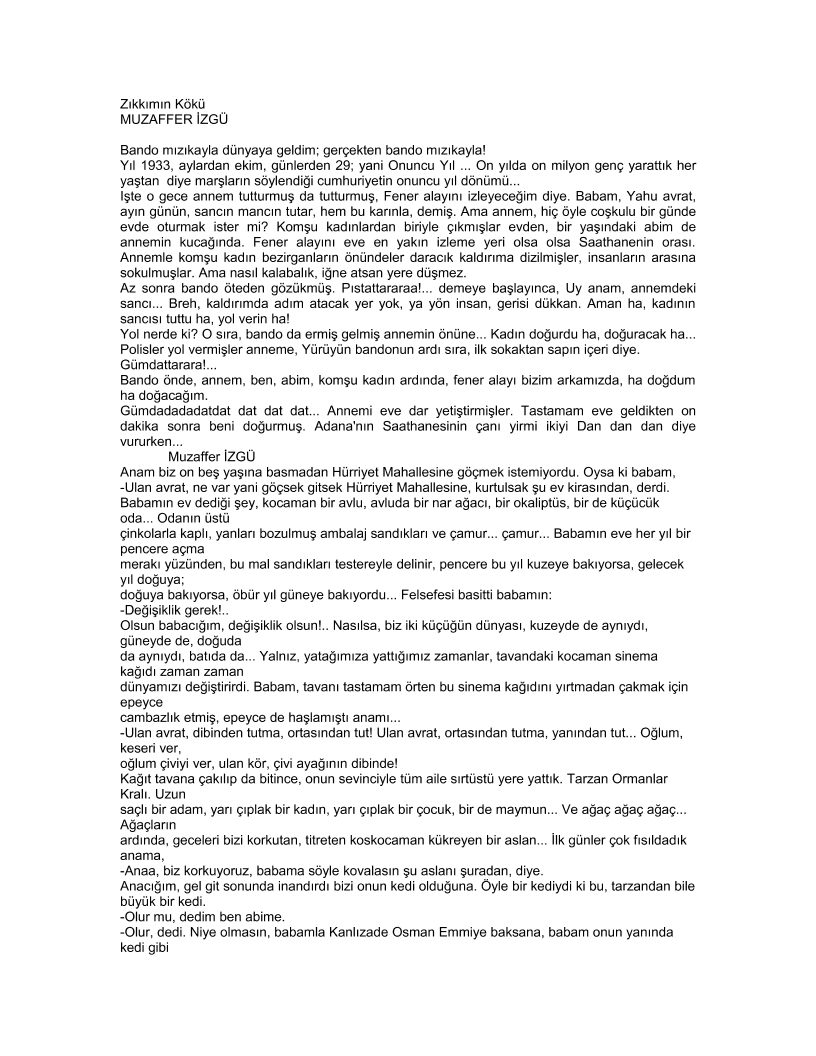 Zıkkımın Kökü
MUZAFFER İZGÜ
Bando mızıkayla dünyaya geldim; gerçekten bando mızıkayla!
Yıl 1933, aylardan ekim, günlerden 29; yani Onuncu Yıl ... On yılda on milyon genç yarattık her
yaştan diye marşların söylendiği cumhuriyetin onuncu yıl dönümü...
İşte o gece annem tutturmuş da tutturmuş, Fener alayını izleyeceğim diye. Babam, Yahu avrat,
ayın günün, sancın mancın tutar, hem bu karınla, demiş. Ama annem, hiç öyle coşkulu bir günde
evde oturmak ister mi? Komşu kadınlardan biriyle çıkmışlar evden, bir yaşındaki abim de
annemin kucağında. Fener alayını eve en yakın izleme yeri olsa olsa Saathanenin orası.
Annemle komşu kadın bezirganların önündeler daracık kaldırıma dizilmişler, insanların arasına
sokulmuşlar. Ama nasıl kalabalık, iğne atsan yere düşmez.
Az sonra bando öteden gözükmüş. Pıstattararaa!... demeye başlayınca, Uy anam, annemdeki
sancı... Breh, kaldırımda adım atacak yer yok, ya yön insan, gerisi dükkan. Aman ha, kadının
sancısı tuttu ha, yol verin ha!
Yol nerde ki? O sıra, bando da ermiş gelmiş annemin önüne... Kadın doğurdu ha, doğuracak ha...
Polisler yol vermişler anneme, Yürüyün bandonun ardı sıra, ilk sokaktan sapın içeri diye.
Gümdattarara!...
Bando önde, annem, ben, abim, komşu kadın ardında, fener alayı bizim arkamızda, ha doğdum
ha doğacağım.
Gümdadadadatdat dat dat dat... Annemi eve dar yetiştirmişler. Tastamam eve geldikten on
dakika sonra beni doğurmuş. Adana'nın Saathanesinin çanı yirmi ikiyi Dan dan dan diye
vururken...
Muzaffer İZGÜ
Anam biz on beş yaşına basmadan Hürriyet Mahallesine göçmek istemiyordu. Oysa ki babam,
-Ulan avrat, ne var yani göçsek gitsek Hürriyet Mahallesine, kurtulsak şu ev kirasından, derdi.
Babamın ev dediği şey, kocaman bir avlu, avluda bir nar ağacı, bir okaliptüs, bir de küçücük
oda... Odanın üstü
çinkolarla kaplı, yanları bozulmuş ambalaj sandıkları ve çamur... çamur... Babamın eve her yıl bir
pencere açma
merakı yüzünden, bu mal sandıkları testereyle delinir, pencere bu yıl kuzeye bakıyorsa, gelecek
yıl doğuya;
doğuya bakıyorsa, öbür yıl güneye bakıyordu... Felsefesi basitti babamın:
-Değişiklik gerek!..
Olsun babacığım, değişiklik olsun!.. Nasılsa, biz iki küçüğün dünyası, kuzeyde de aynıydı,
güneyde de, doğuda
da aynıydı, batıda da... Yalnız, yatağımıza yattığımız zamanlar, tavandaki kocaman sinema
kağıdı zaman zaman
dünyamızı değiştirirdi. Babam, tavanı tastamam örten bu sinema kağıdını yırtmadan çakmak için
epeyce
cambazlık etmiş, epeyce de haşlamıştı anamı...
-Ulan avrat, dibinden tutma, ortasından tut! Ulan avrat, ortasından tutma, yanından tut... Oğlum,
keseri ver,
oğlum çiviyi ver, ulan kör, çivi ayağının dibinde!
Kağıt tavana çakılıp da bitince, onun sevinciyle tüm aile sırtüstü yere yattık. Tarzan Ormanlar
Kralı. Uzun
saçlı bir adam, yarı çıplak bir kadın, yarı çıplak bir çocuk, bir de maymun... Ve ağaç ağaç ağaç...
Ağaçların
ardında, geceleri bizi korkutan, titreten koskocaman kükreyen bir aslan... İlk günler çok fısıldadık
anama,
-Anaa, biz korkuyoruz, babama söyle kovalasın şu aslanı şuradan, diye.
Anacığım, gel git sonunda inandırdı bizi onun kedi olduğuna. Öyle bir kediydi ki bu, tarzandan bile
büyük bir kedi.
-Olur mu, dedim ben abime.
-Olur, dedi. Niye olmasın, babamla Kanlızade Osman Emmiye baksana, babam onun yanında
kedi gibi